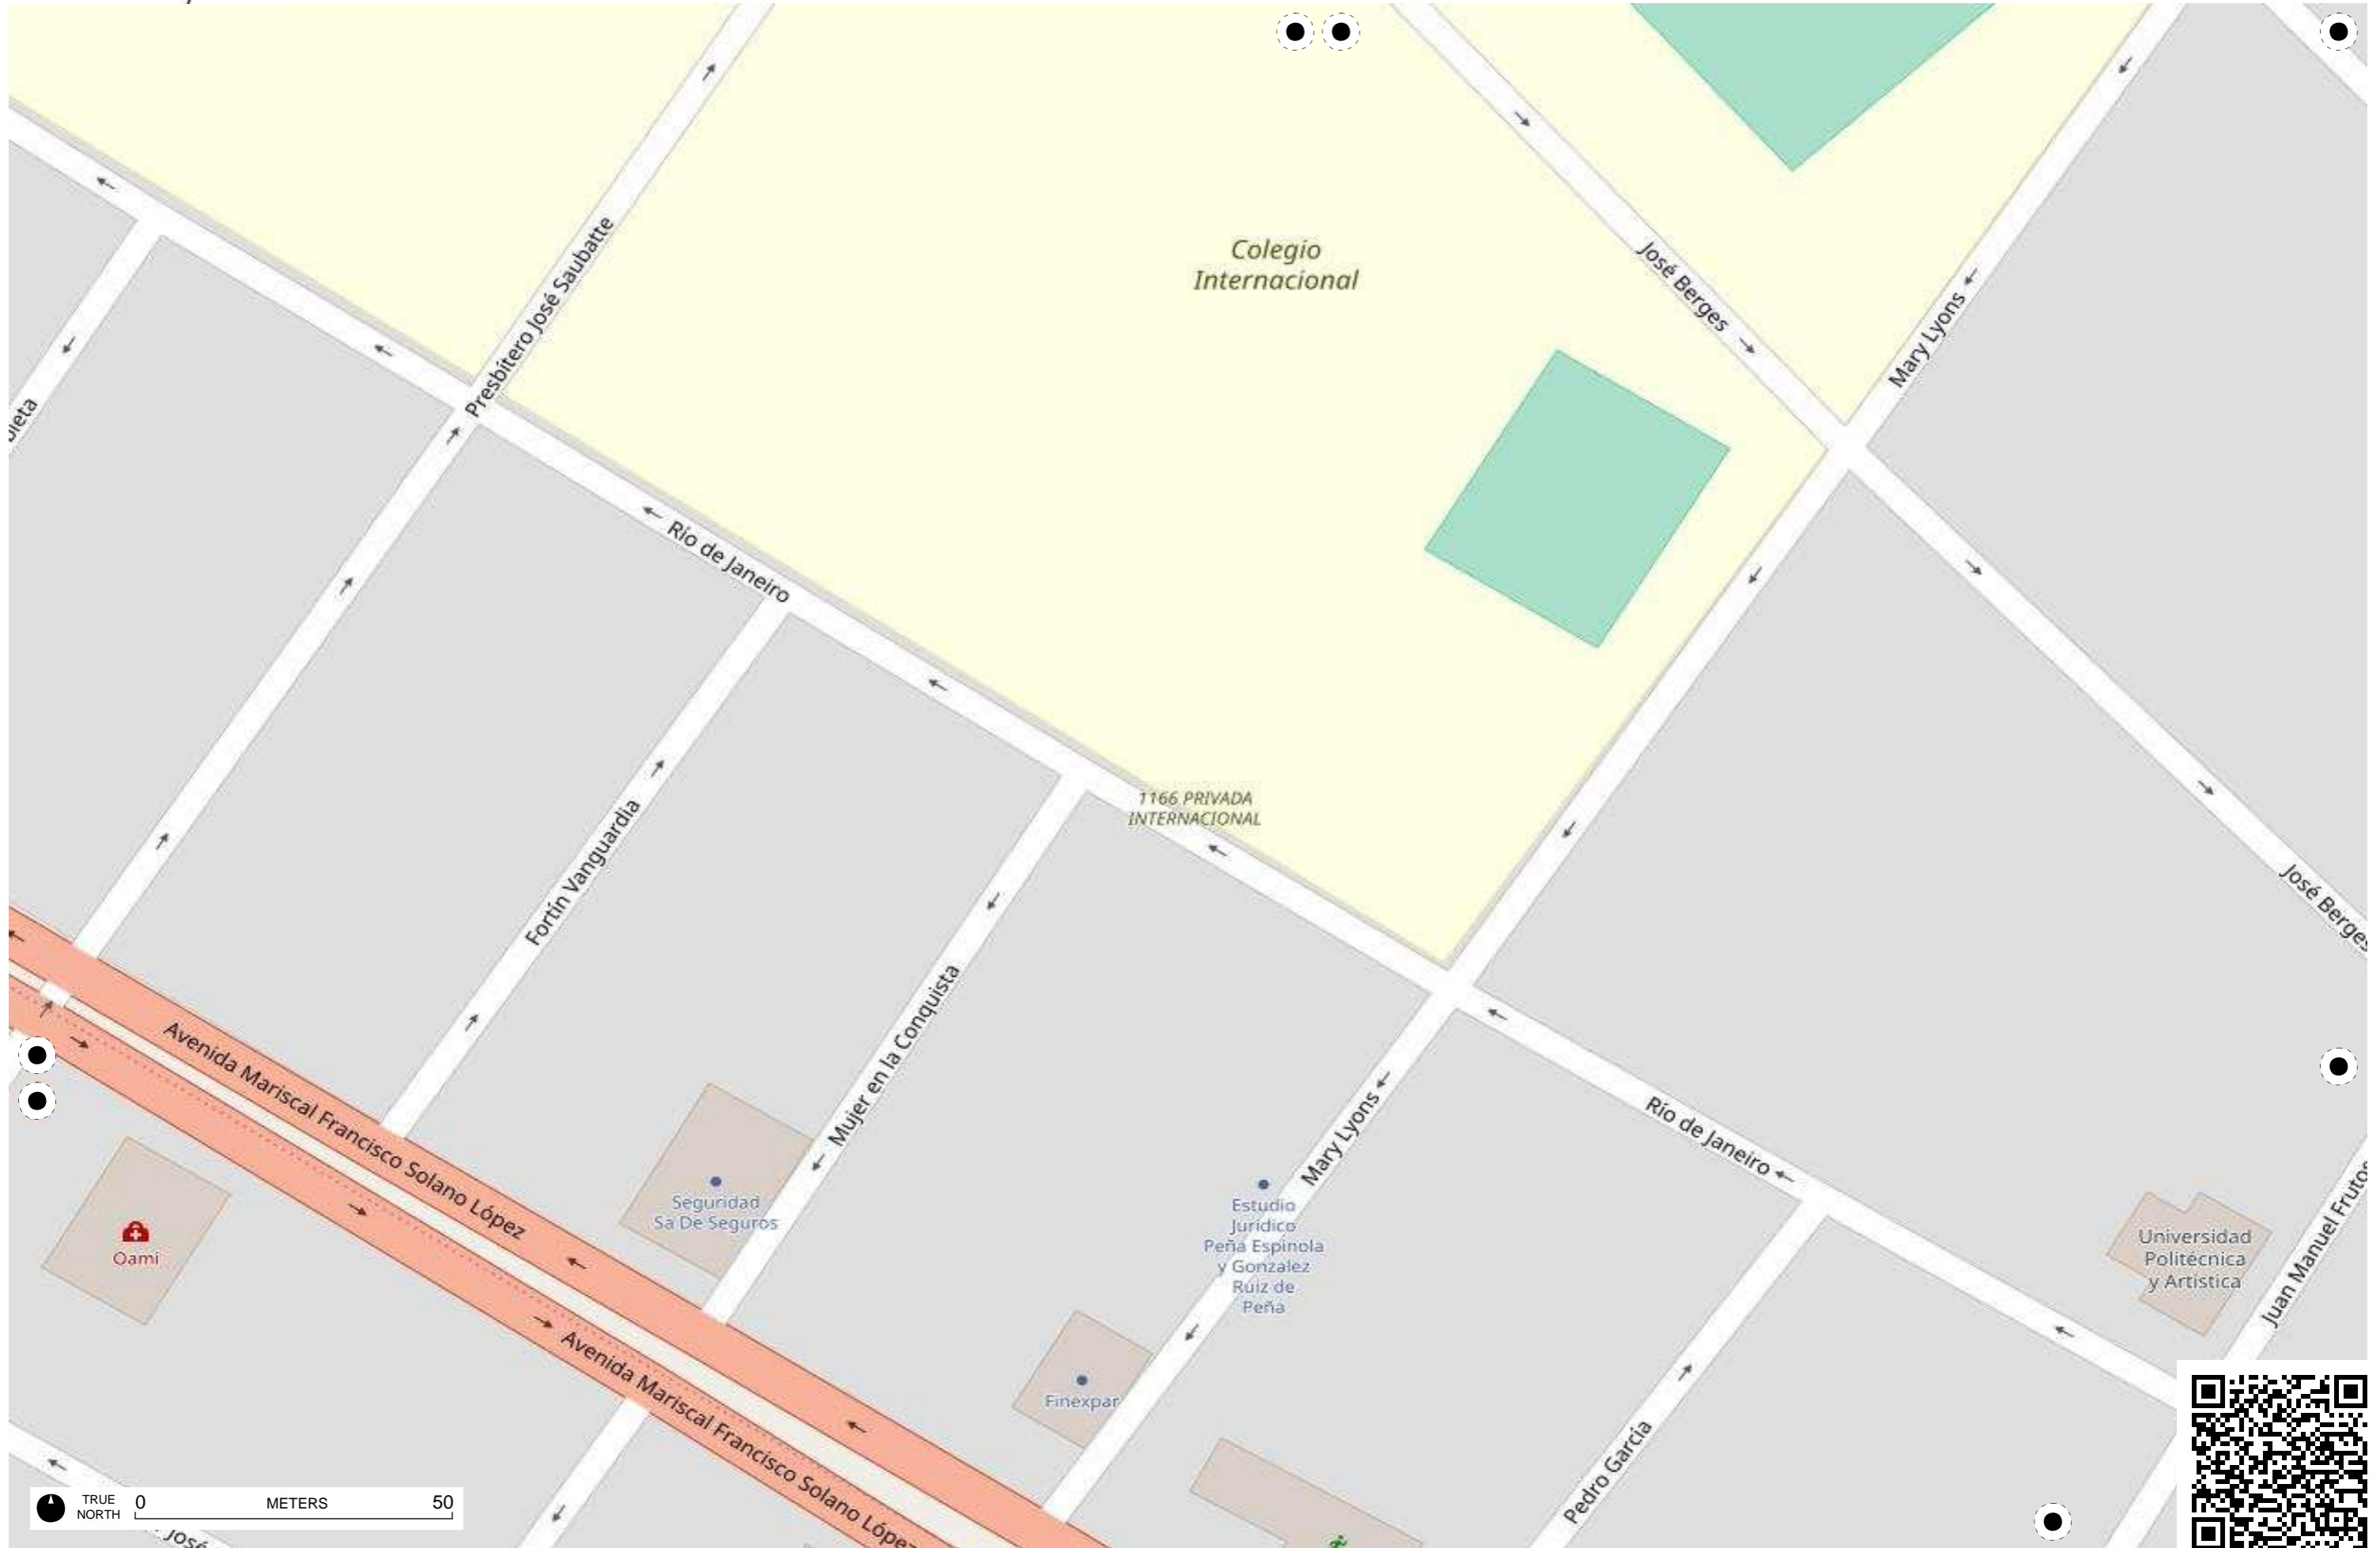 Colegio
Internacional
José Berges
Mary Lyons
Presbítero José Saubatte
Río de Janeiro
1166 PRIVADA
INTERNACIONAL
Fortín Vanguardia
José Berges
Mujer en la Conquista
Avenida Mariscal Francisco Solano López
Mary Lyons
Río de Janeiro
Seguridad
Sa De Seguros
Estudio
Jurídico
Peña Espinola
y Gonzalez
Ruiz de
Peña
Oami
Universidad
Politécnica
y Artística
Juan Manuel Frutos
Avenida Mariscal Francisco Solano López
Finexpar
Pedro García
TRUE
NORTH
0 METERS 50
José